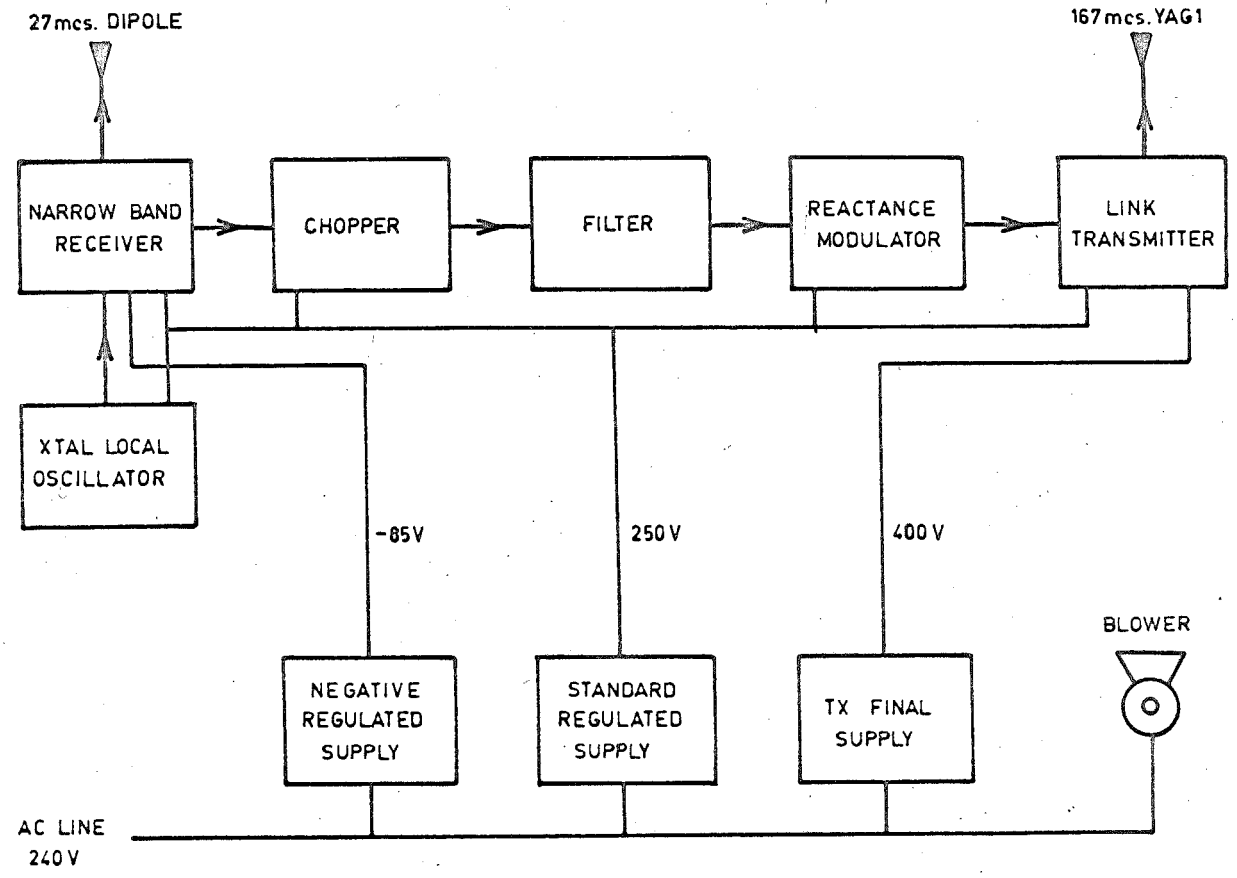 27mcs. DIPOLE
167mcs. YAG1
NARROW BAND
RECEIVER
CHOPPER
FILTER
REACTANCE
MODULATOR
LINK
TRANSMITTER
XTAL LOCAL
OSCILLATOR
-85V
250V
400V
BLOWER
NEGATIVE
REGULATED
SUPPLY
STANDARD
REGULATED
SUPPLY
TX FINAL
SUPPLY
AC LINE
240V